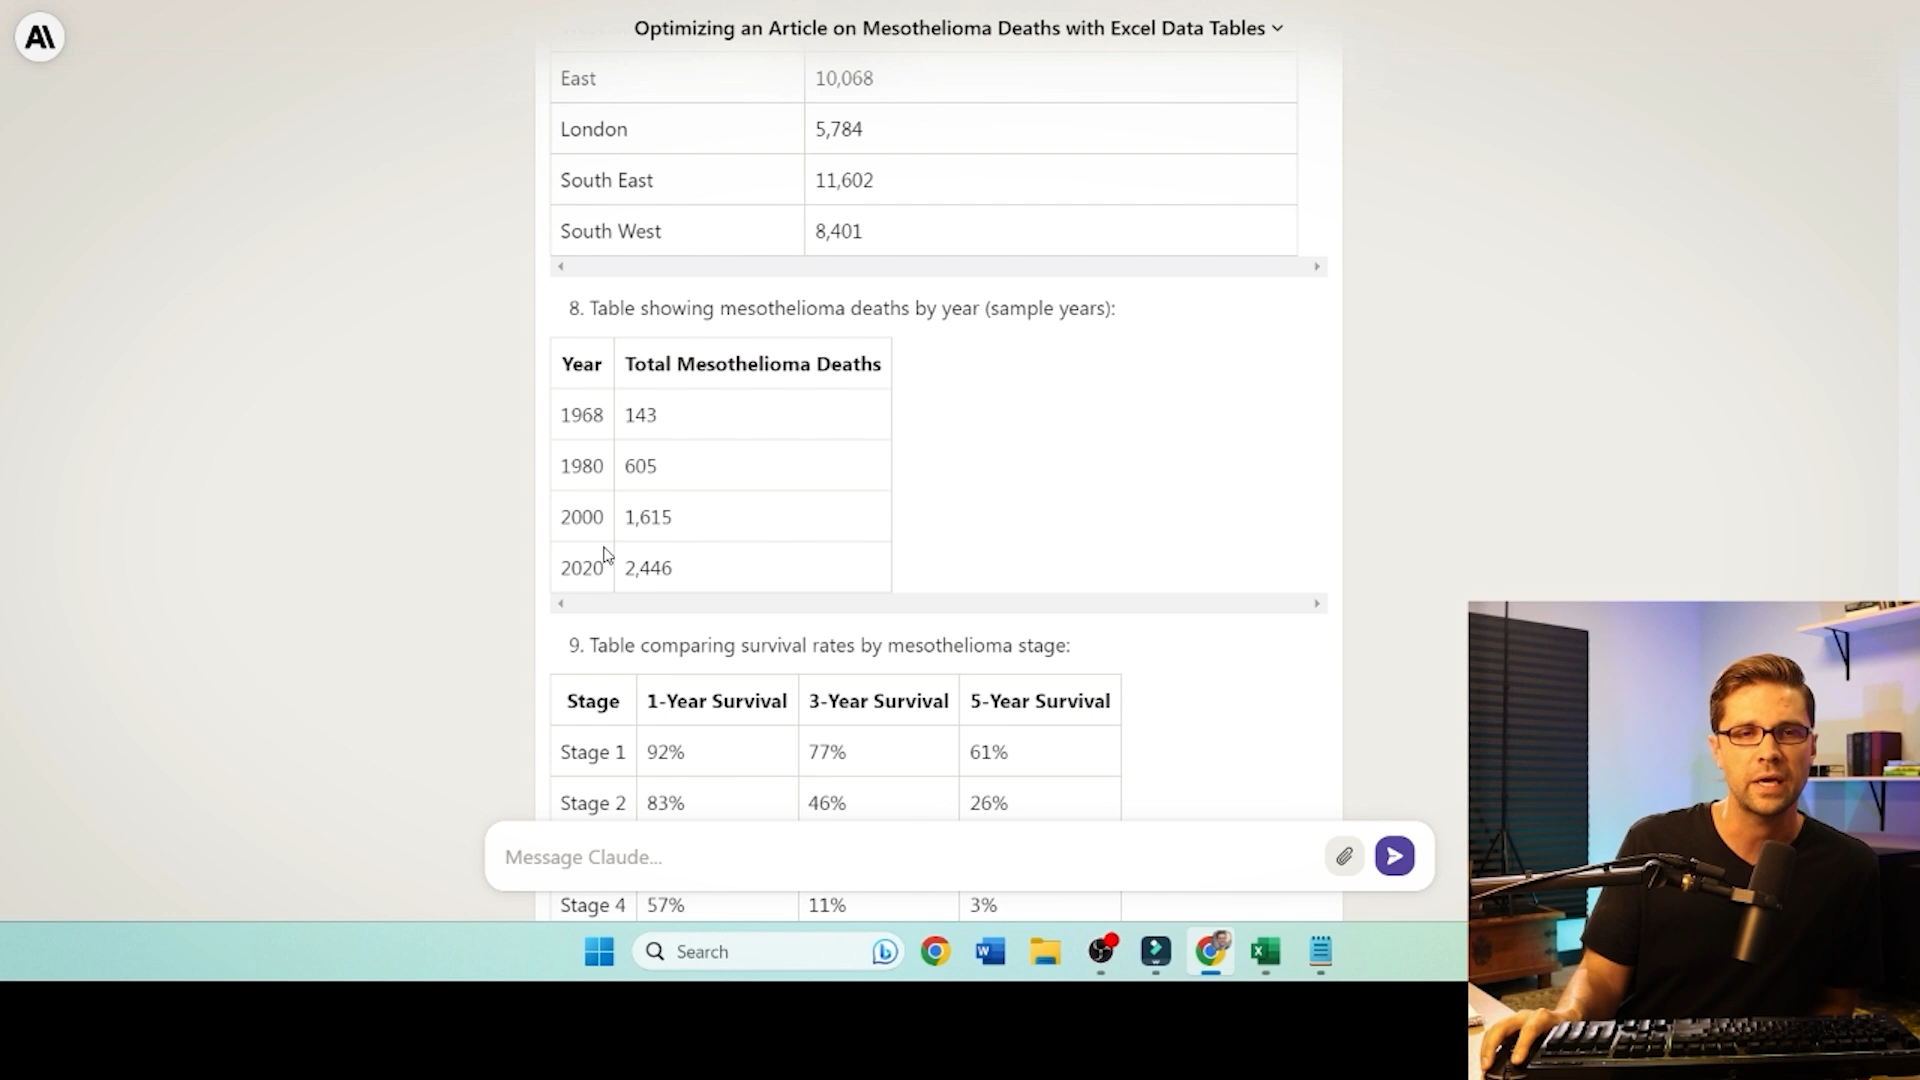 Optimizing an Article on Mesothelioma Deaths with Excel Data Tables
East 10,068
London 5,784
South East 11,602
South West 8,401
8. Table showing mesothelioma deaths by year (sample years):
Year Total Mesothelioma Deaths
1968 143
1980 605
2000 1,615
2020 2,446
9. Table comparing survival rates by mesothelioma stage:
Stage 1-Year Survival 3-Year Survival 5-Year Survival
Stage 1 92% 77% 61%
Stage 2 83% 46% 26%
Message Claude...
Stage 4 57% 11% 3%
Search